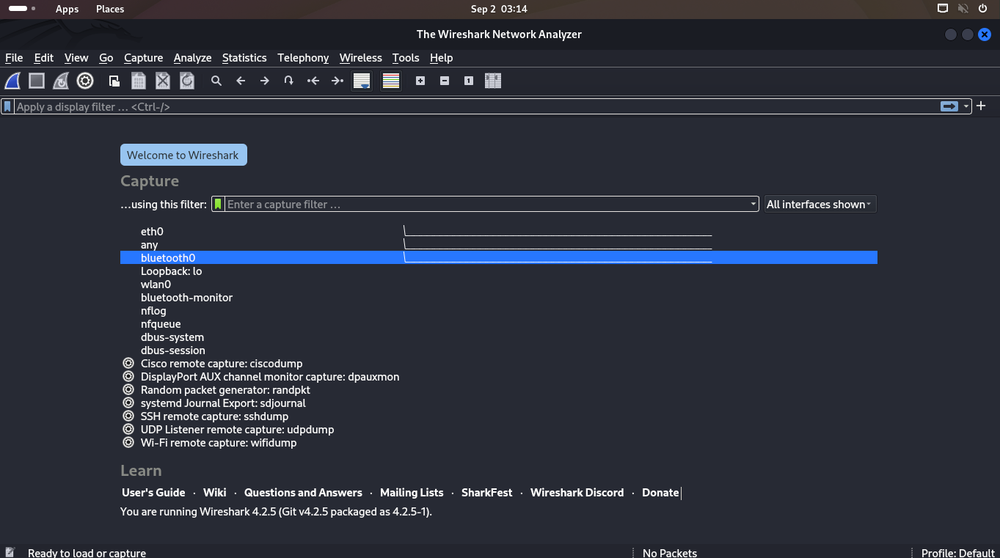 Apps Places Sep 2 03:14
The Wireshark Network Analyzer
File Edit View Go Capture Analyze Statistics Telephony Wireless Tools Help
1
Apply a display filter … <Ctrl-/>
Welcome to Wireshark
Capture
…using this filter: Enter a capture filter … All interfaces shown
eth0
any
bluetooth0
Loopback: lo
wlan0
bluetooth-monitor
nflog
nfqueue
dbus-system
dbus-session
Cisco remote capture: ciscodump
DisplayPort AUX channel monitor capture: dpauxmon
Random packet generator: randpkt
systemd Journal Export: sdjournal
SSH remote capture: sshdump
UDP Listener remote capture: udpdump
Wi-Fi remote capture: wifidump
Learn
User's Guide · Wiki · Questions and Answers · Mailing Lists · SharkFest · Wireshark Discord · Donate
You are running Wireshark 4.2.5 (Git v4.2.5 packaged as 4.2.5-1).
Ready to load or capture No Packets Profile: Default